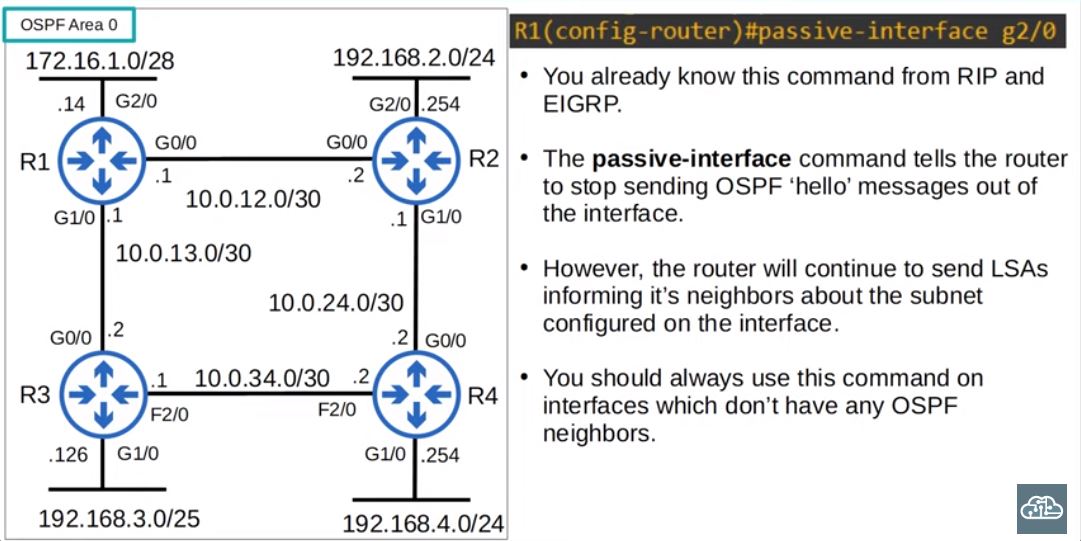 OSPF Area 0
172.16.1.0/28
192.168.2.0/24
.14 G2/0
G2/0 .254
R1
G0/0
G0/0
R2
.1
.2
10.0.12.0/30
G1/0 .1
.1 G1/0
10.0.13.0/30
10.0.24.0/30
G0/0 .2
.2 G0/0
R3
.1 10.0.34.0/30 .2
R4
F2/0
F2/0
.126 G1/0
G1/0 .254
192.168.3.0/25
192.168.4.0/24
R1(config-router)#passive-interface g2/0
• You already know this command from RIP and
EIGRP.
• The passive-interface command tells the router
to stop sending OSPF ‘hello’ messages out of
the interface.
• However, the router will continue to send LSAs
informing it’s neighbors about the subnet
configured on the interface.
• You should always use this command on
interfaces which don’t have any OSPF
neighbors.